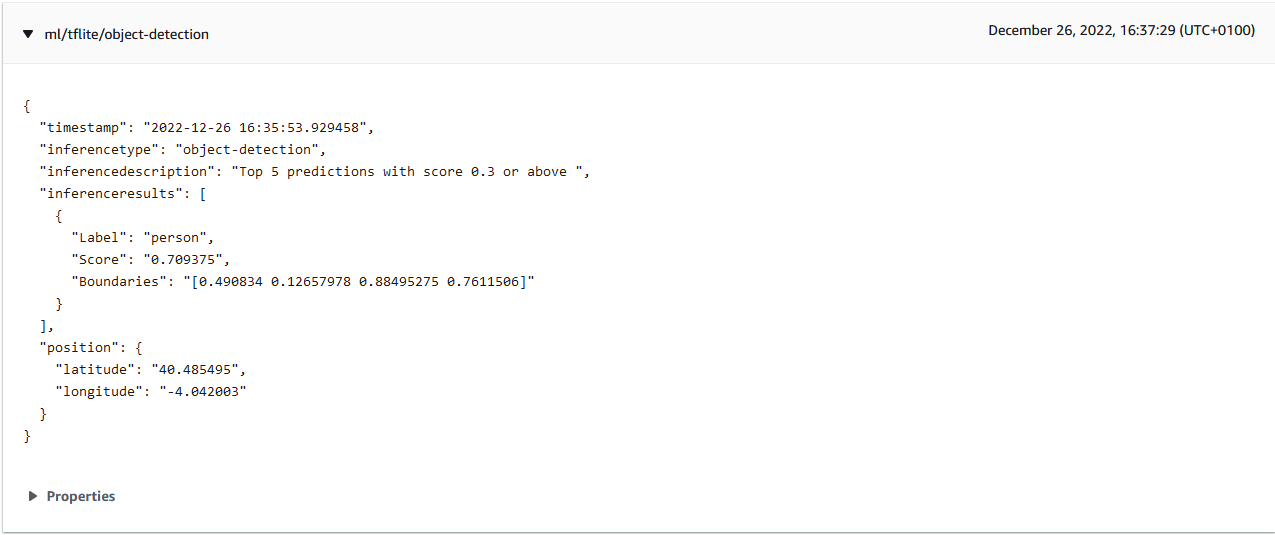 ml/tflite/object-detection
December 26, 2022, 16:37:29 (UTC+0100)
{
  "timestamp": "2022-12-26 16:35:53.929458",
  "inferencetype": "object-detection",
  "inferencedescription": "Top 5 predictions with score 0.3 or above ",
  "inferenceresults": [
    {
      "Label": "person",
      "Score": "0.709375",
      "Boundaries": "[0.490834 0.12657978 0.88495275 0.7611506]"
    }
  ],
  "position": {
    "latitude": "40.485495",
    "longitude": "-4.042003"
  }
}
Properties